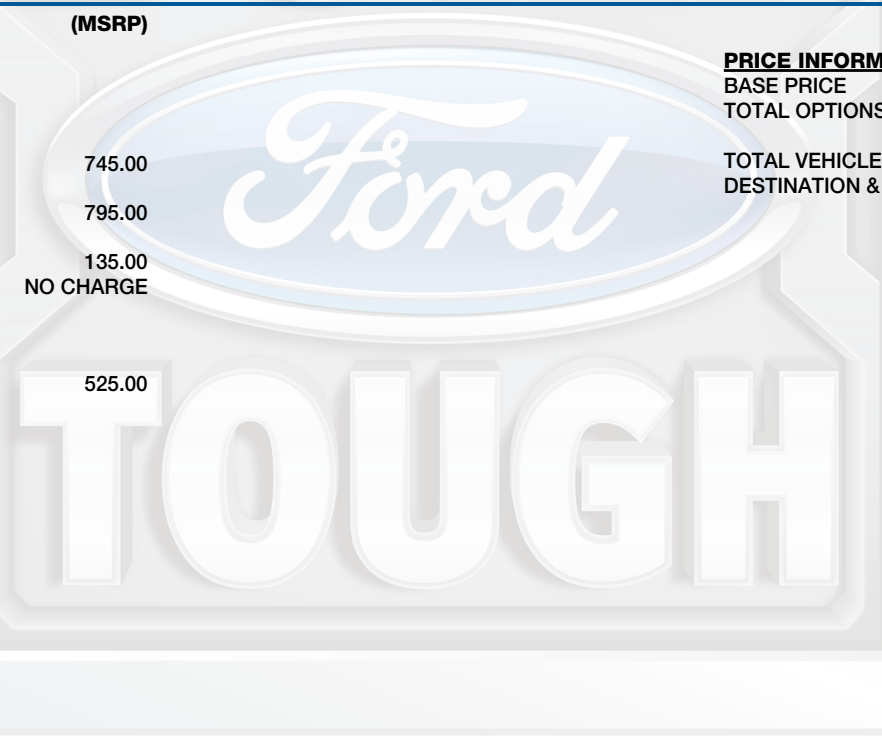 (MSRP)
745.00
795.00
135.00
NO CHARGE
525.00
PRICE INFORM
BASE PRICE
TOTAL OPTIONS
TOTAL VEHICLE
DESTINATION &
Ford
TOUGH